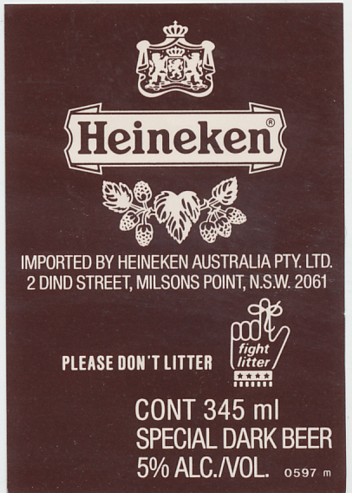 Heineken®
IMPORTED BY HEINEKEN AUSTRALIA PTY. LTD.
2 DIND STREET, MILSONS POINT, N.S.W. 2061
fight
litter
PLEASE DON'T LITTER
CONT 345 ml
SPECIAL DARK BEER
5% ALC./VOL. 0597 m